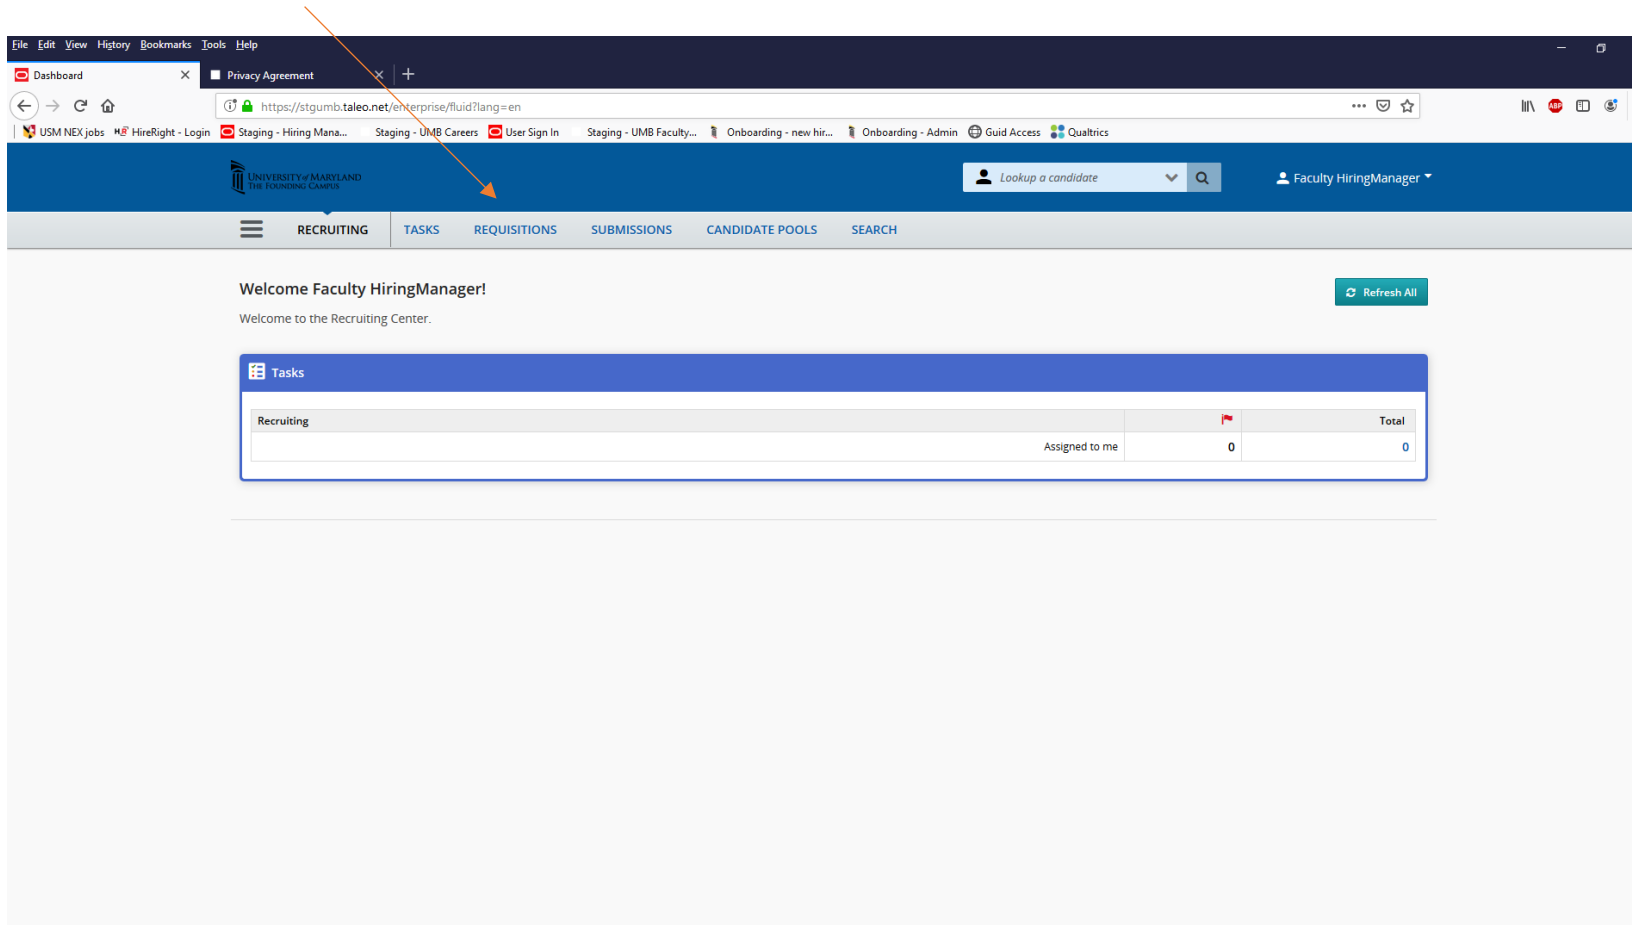 File Edit View History Bookmarks Tools Help
Dashboard
Privacy Agreement
https://stgumb.taleo.net/enterprise/fluid?lang=en
ABP
USM NEX jobs HireRight - Login Staging - Hiring Mana... Staging - UMB Careers User Sign In Staging - UMB Faculty... Onboarding - new hir... Onboarding - Admin Guid Access Qualtrics
UNIVERSITY of MARYLAND
THE FOUNDING CAMPUS
Lookup a candidate
Faculty HiringManager
RECRUITING TASKS REQUISITIONS SUBMISSIONS CANDIDATE POOLS SEARCH
Welcome Faculty HiringManager!
Refresh All
Welcome to the Recruiting Center.
Tasks
Recruiting Total
Assigned to me 0 0